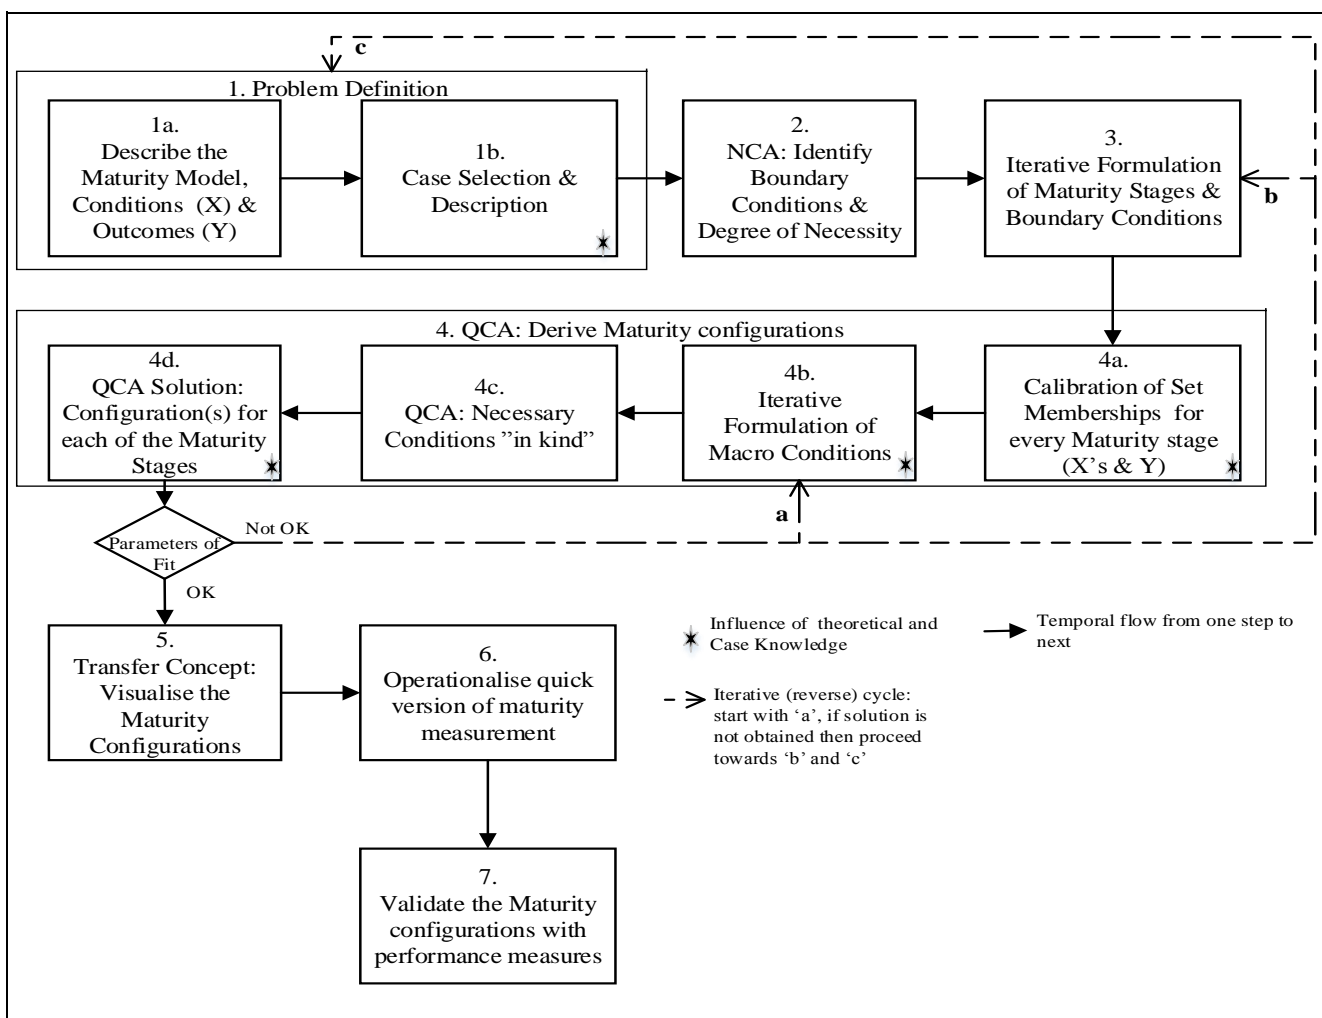 c
1. Problem Definition
1a.
Describe the
Maturity Model,
Conditions (X) &
Outcomes (Y)
1b.
Case Selection &
Description
2.
NCA: Identify
Boundary
Conditions &
Degree of Necessity
3.
Iterative Formulation
of Maturity Stages &
Boundary Conditions
b
4. QCA: Derive Maturity configurations
4d.
QCA Solution:
Configuration(s) for
each of the Maturity
Stages
4c.
QCA: Necessary
Conditions ”in kind”
4b.
Iterative
Formulation of
Macro Conditions
4a.
Calibration of Set
Memberships for
every Maturity stage
(X’s & Y)
a
Not OK
Parameters of
Fit
OK
5.
Transfer Concept:
Visualise the
Maturity
Configurations
6.
Operationalise quick
version of maturity
measurement
7.
Validate the Maturity
configurations with
performance measures
Influence of theoretical and
Case Knowledge
Temporal flow from one step to
next
Iterative (reverse) cycle:
start with ‘a’, if solution is
not obtained then proceed
towards ‘b’ and ‘c’